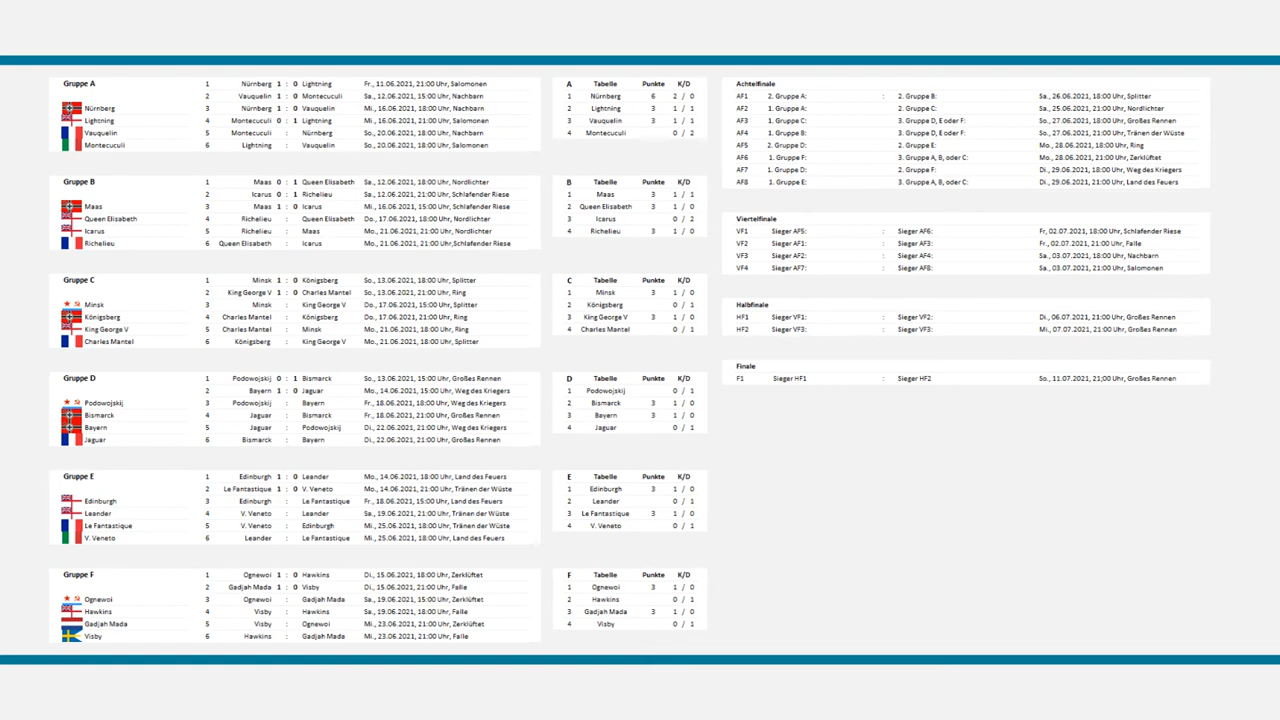 Gruppe A 1 Nürnberg 1 : 0 Lightning Fr., 11.06.2021, 21:00 Uhr, Salomonen
2 Vauquelin 1 : 0 Montecuculi Sa., 12.06.2021, 15:00 Uhr, Nachbarn
Nürnberg 3 Nürnberg 1 : 0 Vauquelin Mi., 16.06.2021, 18:00 Uhr, Nachbarn
Lightning 4 Montecuculi 0 : 1 Lightning Mi., 16.06.2021, 21:00 Uhr, Salomonen
Vauquelin 5 Montecuculi : Nürnberg So., 20.06.2021, 18:00 Uhr, Nachbarn
Montecuculi 6 Lightning : Vauquelin So., 20.06.2021, 18:00 Uhr, Salomonen
A Tabelle Punkte K/D
1 Nürnberg 6 2 / 0
2 Lightning 3 1 / 1
3 Vauquelin 3 1 / 1
4 Montecuculi 0 / 2
Gruppe B 1 Maas 0 : 1 Queen Elisabeth Sa., 12.06.2021, 18:00 Uhr, Nordlichter
2 Icarus 0 : 1 Richelieu Sa., 12.06.2021, 21:00 Uhr, Schlafender Riese
Maas 3 Maas 1 : 0 Icarus Mi., 16.06.2021, 15:00 Uhr, Schlafender Riese
Queen Elisabeth 4 Richelieu : Queen Elisabeth Do., 17.06.2021, 18:00 Uhr, Nordlichter
Icarus 5 Richelieu : Maas Mo., 21.06.2021, 21:00 Uhr, Nordlichter
Richelieu 6 Queen Elisabeth : Icarus Mo., 21.06.2021, 21:00 Uhr,Schlafender Riese
B Tabelle Punkte K/D
1 Maas 3 1 / 1
2 Queen Elisabeth 3 1 / 0
3 Icarus 0 / 2
4 Richelieu 3 1 / 0
Gruppe C 1 Minsk 1 : 0 Königsberg So., 13.06.2021, 18:00 Uhr, Splitter
2 King George V 1 : 0 Charles Mantel So., 13.06.2021, 21:00 Uhr, Ring
Minsk 3 Minsk : King George V Do., 17.06.2021, 15:00 Uhr, Splitter
Königsberg 4 Charles Mantel : Königsberg Do., 17.06.2021, 21:00 Uhr, Ring
King George V 5 Charles Mantel : Minsk Mo., 21.06.2021, 18:00 Uhr, Ring
Charles Mantel 6 Königsberg : King George V Mo., 21.06.2021, 18:00 Uhr, Splitter
C Tabelle Punkte K/D
1 Minsk 3 1 / 0
2 Königsberg 0 / 1
3 King George V 3 1 / 0
4 Charles Mantel 0 / 1
Gruppe D 1 Podowojskij 0 : 1 Bismarck So., 13.06.2021, 15:00 Uhr, Großes Rennen
2 Bayern 1 : 0 Jaguar Mo., 14.06.2021, 15:00 Uhr, Weg des Kriegers
Podowojskij 3 Podowojskij : Bayern Fr., 18.06.2021, 18:00 Uhr, Weg des Kriegers
Bismarck 4 Jaguar : Bismarck Fr., 18.06.2021, 21:00 Uhr, Großes Rennen
Bayern 5 Jaguar : Podowojskij Di., 22.06.2021, 21:00 Uhr, Weg des Kriegers
Jaguar 6 Bismarck : Bayern Di., 22.06.2021, 21:00 Uhr, Großes Rennen
D Tabelle Punkte K/D
1 Podowojskij 0 / 1
2 Bismarck 3 1 / 0
3 Bayern 3 1 / 0
4 Jaguar 0 / 1
Gruppe E 1 Edinburgh 1 : 0 Leander Mo., 14.06.2021, 18:00 Uhr, Land des Feuers
2 Le Fantastique 1 : 0 V. Veneto Mo., 14.06.2021, 21:00 Uhr, Tränen der Wüste
Edinburgh 3 Edinburgh : Le Fantastique Fr., 18.06.2021, 15:00 Uhr, Land des Feuers
Leander 4 V. Veneto : Leander Sa., 19.06.2021, 21:00 Uhr, Tränen der Wüste
Le Fantastique 5 V. Veneto : Edinburgh Mi., 25.06.2021, 18:00 Uhr, Tränen der Wüste
V. Veneto 6 Leander : Le Fantastique Mi., 25.06.2021, 18:00 Uhr, Land des Feuers
E Tabelle Punkte K/D
1 Edinburgh 3 1 / 0
2 Leander 0 / 1
3 Le Fantastique 3 1 / 0
4 V. Veneto 0 / 1
Gruppe F 1 Ognewoi 1 : 0 Hawkins Di., 15.06.2021, 18:00 Uhr, Zerklüftet
2 Gadjah Mada 1 : 0 Visby Di., 15.06.2021, 21:00 Uhr, Falle
Ognewoi 3 Ognewoi : Gadjah Mada Sa., 19.06.2021, 15:00 Uhr, Zerklüftet
Hawkins 4 Visby : Hawkins Sa., 19.06.2021, 18:00 Uhr, Falle
Gadjah Mada 5 Visby : Ognewoi Mi., 23.06.2021, 21:00 Uhr, Zerklüftet
Visby 6 Hawkins : Gadjah Mada Mi., 23.06.2021, 21:00 Uhr, Falle
F Tabelle Punkte K/D
1 Ognewoi 3 1 / 0
2 Hawkins 0 / 1
3 Gadjah Mada 3 1 / 0
4 Visby 0 / 1
Achtelfinale
AF1 2. Gruppe A: : 2. Gruppe B: Sa., 26.06.2021, 18:00 Uhr, Splitter
AF2 1. Gruppe A: 2. Gruppe C: Sa., 25.06.2021, 21:00 Uhr, Nordlichter
AF3 1. Gruppe C: 3. Gruppe D, E oder F: So., 27.06.2021, 18:00 Uhr, Großes Rennen
AF4 1. Gruppe B: 3. Gruppe D, E oder F: So., 27.06.2021, 21:00 Uhr, Tränen der Wüste
AF5 2. Gruppe D: 2. Gruppe E: Mo., 28.06.2021, 18:00 Uhr, Ring
AF6 1. Gruppe F: 3. Gruppe A, B, oder C: Mo., 28.06.2021, 21:00 Uhr, Zerklüftet
AF7 1. Gruppe D: 2. Gruppe F: Di., 29.06.2021, 18:00 Uhr, Weg des Kriegers
AF8 1. Gruppe E: 3. Gruppe A, B, oder C: Di., 29.06.2021, 21:00 Uhr, Land des Feuers
Viertelfinale
VF1 Sieger AF5: : Sieger AF6: Fr, 02.07.2021, 18:00 Uhr, Schlafender Riese
VF2 Sieger AF1: : Sieger AF3: Fr., 02.07.2021, 21:00 Uhr, Falle
VF3 Sieger AF2: : Sieger AF4: Sa., 03.07.2021, 18:00 Uhr, Nachbarn
VF4 Sieger AF7: : Sieger AF8: Sa., 03.07.2021, 21:00 Uhr, Salomonen
Halbfinale
HF1 Sieger VF1: : Sieger VF2: Di., 06.07.2021, 21:00 Uhr, Großes Rennen
HF2 Sieger VF3: : Sieger VF3: Mi., 07.07.2021, 21:00 Uhr, Großes Rennen
Finale
F1 Sieger HF1 : Sieger HF2 So., 11.07.2021, 21;00 Uhr, Großes Rennen